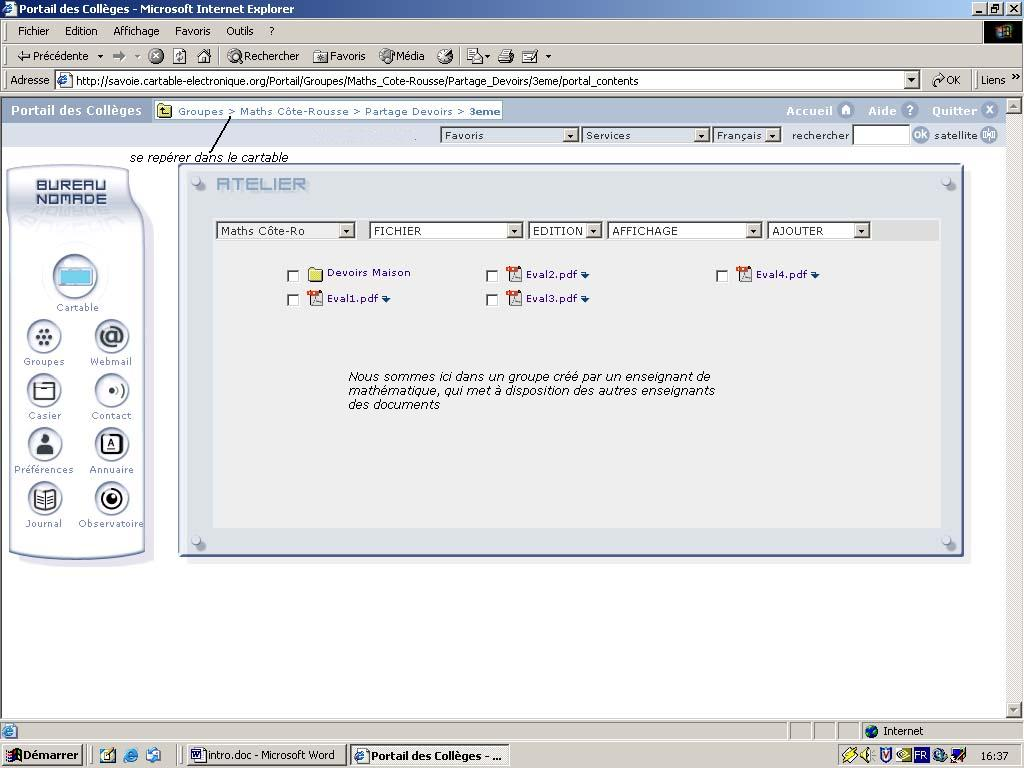 Portail des Collèges - Microsoft Internet Explorer
Fichier Edition Affichage Favoris Outils ?
Précédente Rechercher Favoris Média
Adresse http://savoie.cartable-electronique.org/Portail/Groupes/Maths_Cote-Rousse/Partage_Devoirs/3eme/portal_contents OK Liens »
Portail des Collèges Groupes > Maths Côte-Rousse > Partage Devoirs > 3eme Accueil Aide ? Quitter X
Favoris Services Français rechercher ok satellite
se repérer dans le cartable
BUREAU
NOMADE
ATELIER
Maths Côte-Ro FICHIER EDITION AFFICHAGE AJOUTER
Devoirs Maison Eval2.pdf Eval4.pdf
Eval1.pdf Eval3.pdf
Cartable
Groupes Webmail
Casier Contact
Préférences Annuaire
Journal Observatoire
Nous sommes ici dans un groupe créé par un enseignant de
mathématique, qui met à disposition des autres enseignants
des documents
Internet
Démarrer intro.doc - Microsoft Word Portail des Collèges - ... FR 16:37